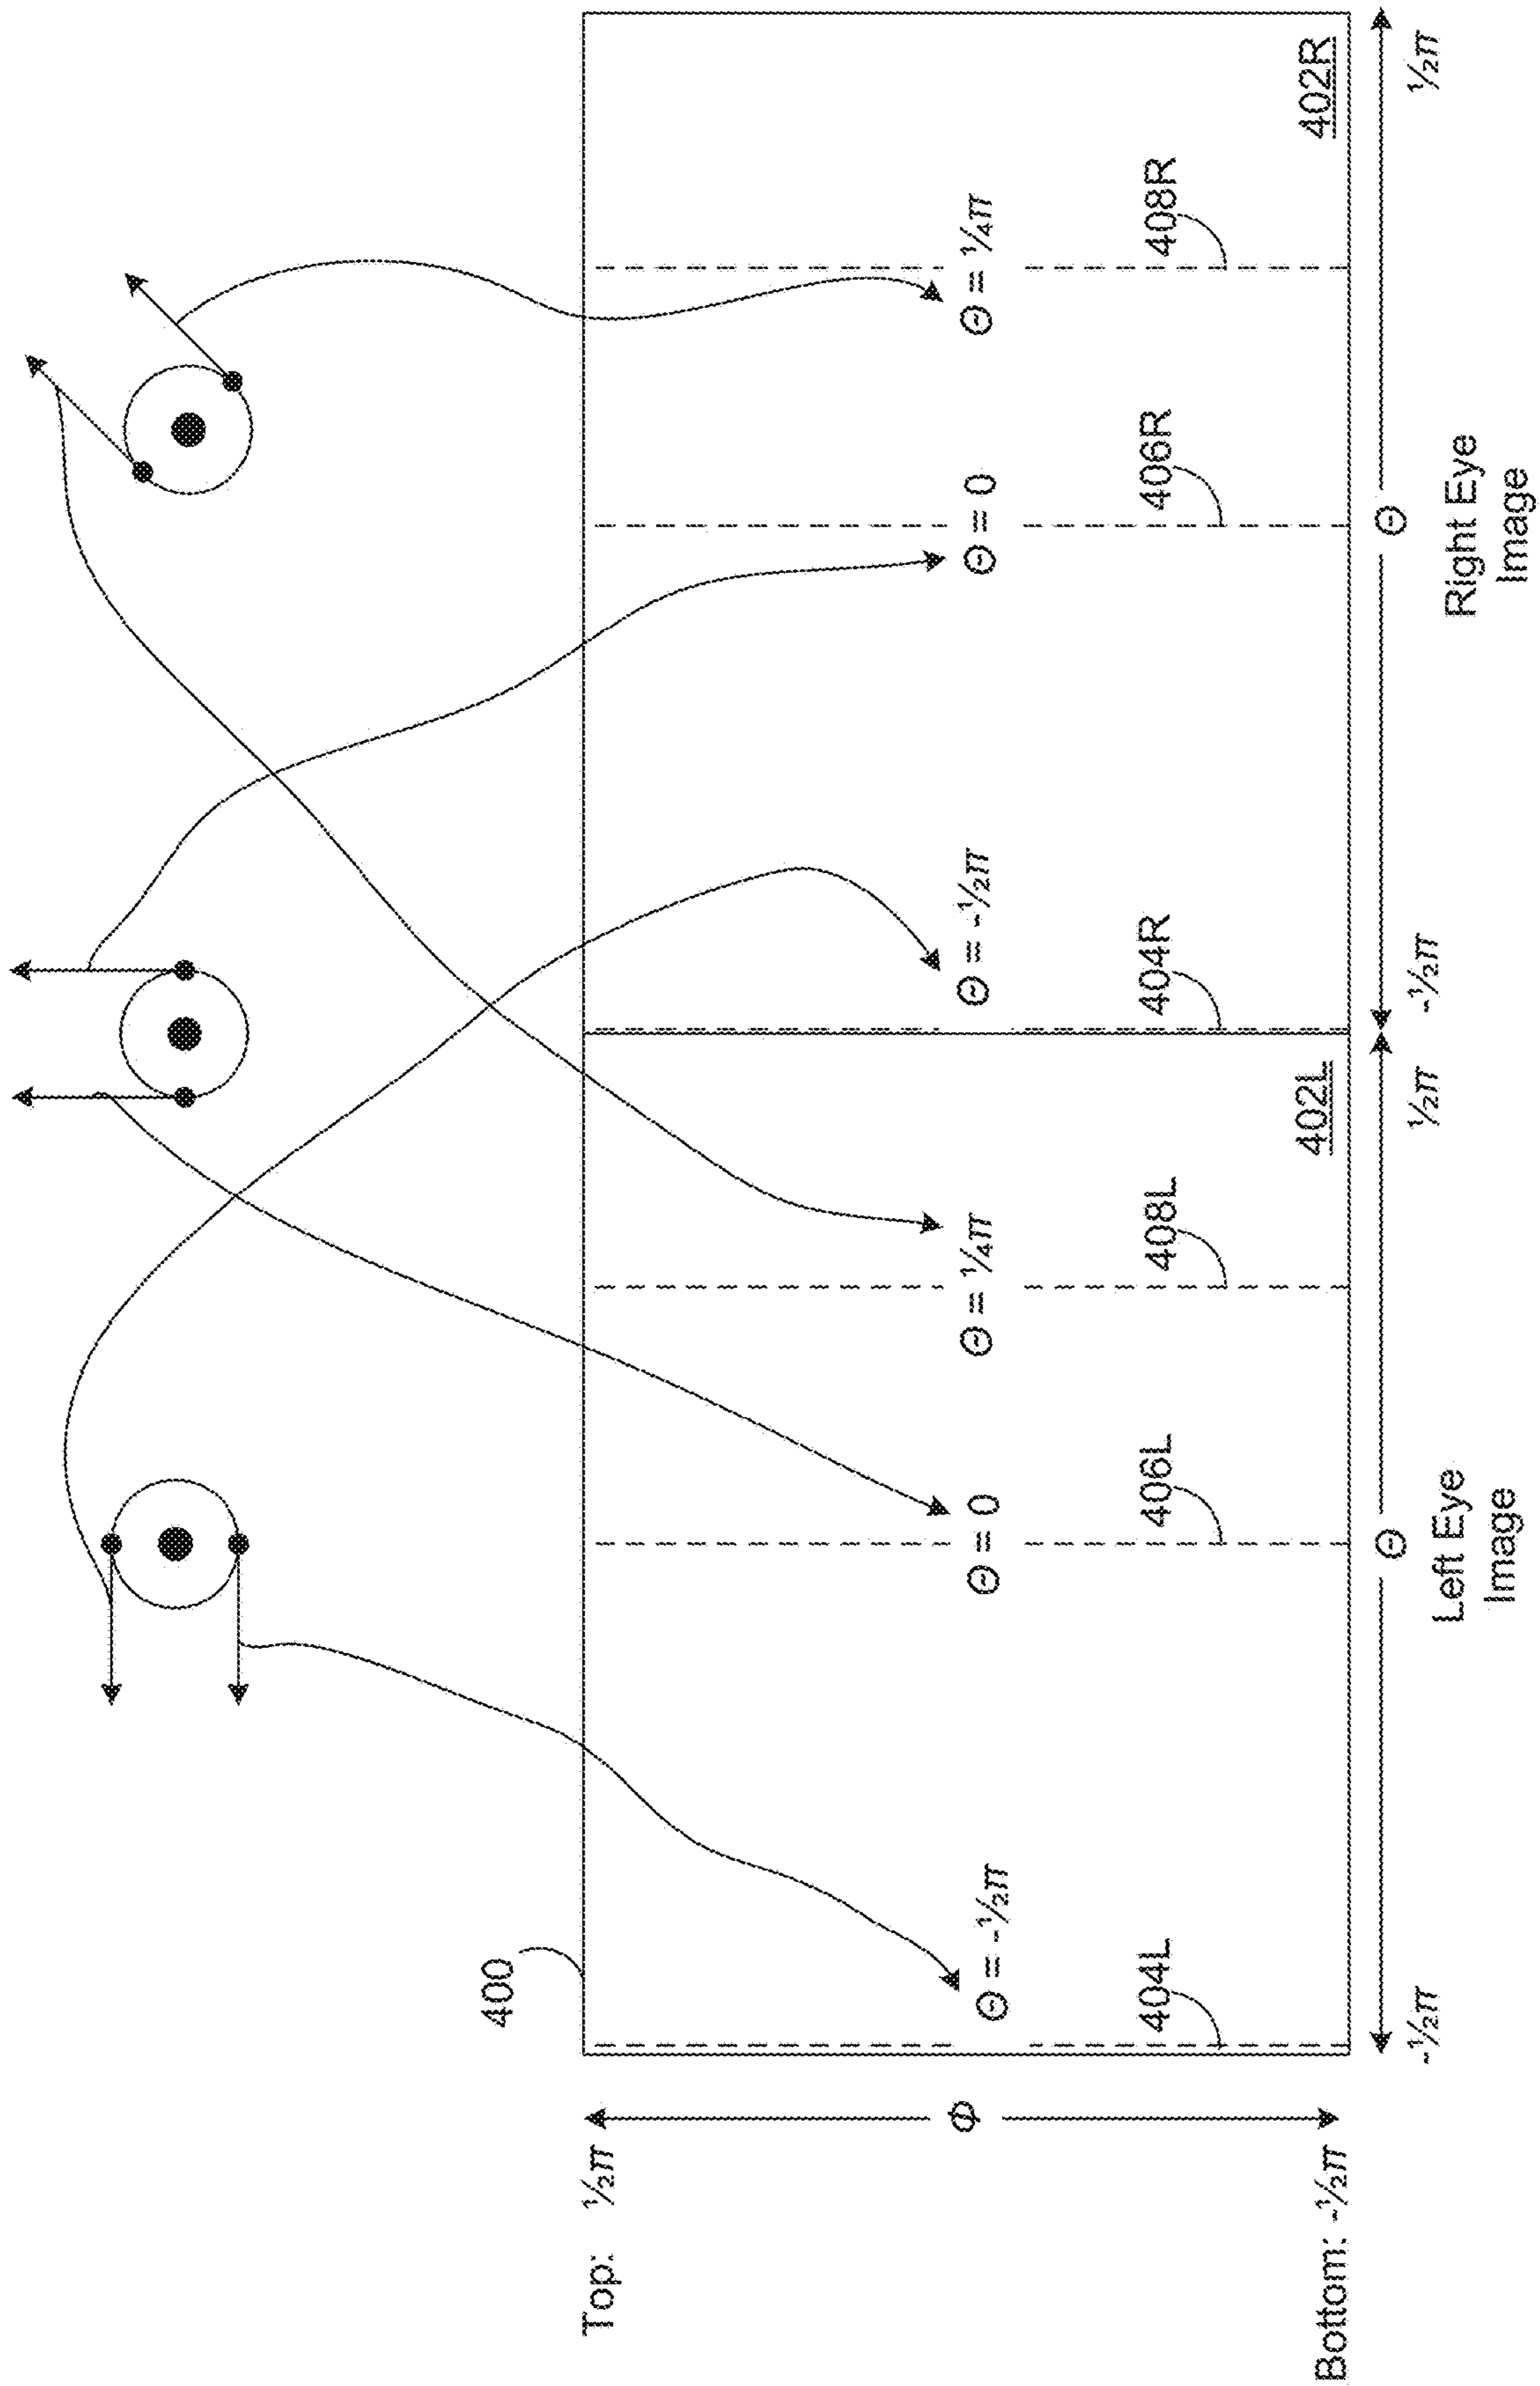 400
Top: ½π
Φ
Bottom: -½π
Θ = -½π
Θ = 0
Θ = ¼π
Θ = -½π
Θ = 0
Θ = ¼π
404L
406L
408L
404R
406R
408R
402L
402R
-½π
Θ
½π
-½π
Θ
½π
Left Eye
Image
Right Eye
Image